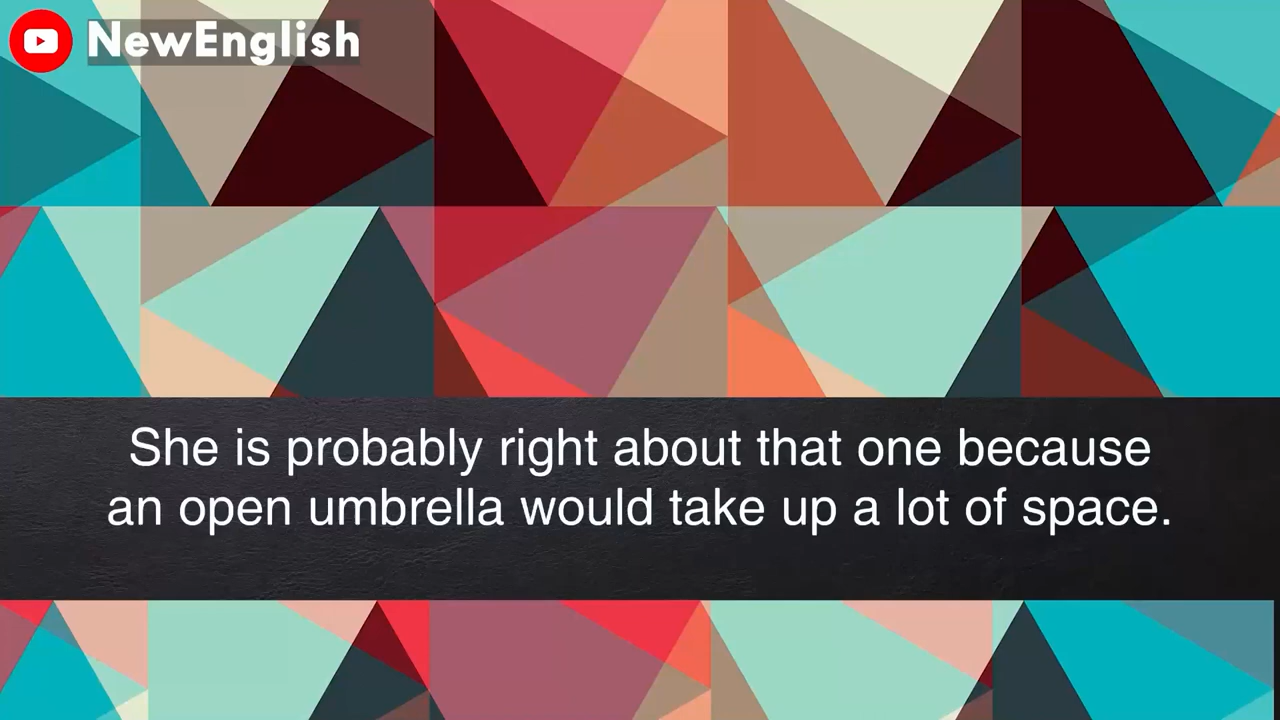 NewEnglish
She is probably right about that one because
an open umbrella would take up a lot of space.